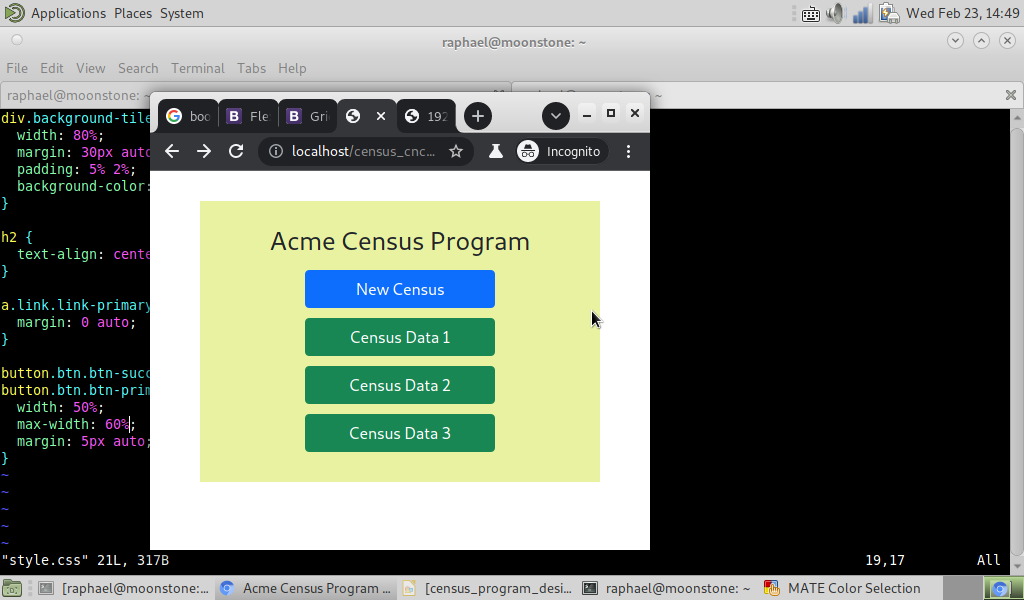 Applications Places System Wed Feb 23, 14:49
raphael@moonstone: ~
File Edit View Search Terminal Tabs Help
raphael@moonstone: ~ ~
boo Fle Gri 192
localhost/census_cnc... Incognito
div.background-tile
width: 80%;
margin: 30px auto
padding: 5% 2%;
background-color:
}
h2 {
text-align: cente
}
a.link.link-primary
margin: 0 auto;
}
button.btn.btn-succ
button.btn.btn-prim
width: 50%;
max-width: 60%;
margin: 5px auto;
}
~
~
~
~
~
Acme Census Program
New Census
Census Data 1
Census Data 2
Census Data 3
"style.css" 21L, 317B 19,17 All
[raphael@moonstone:... Acme Census Program ... [census_program_desi... raphael@moonstone: ~ MATE Color Selection